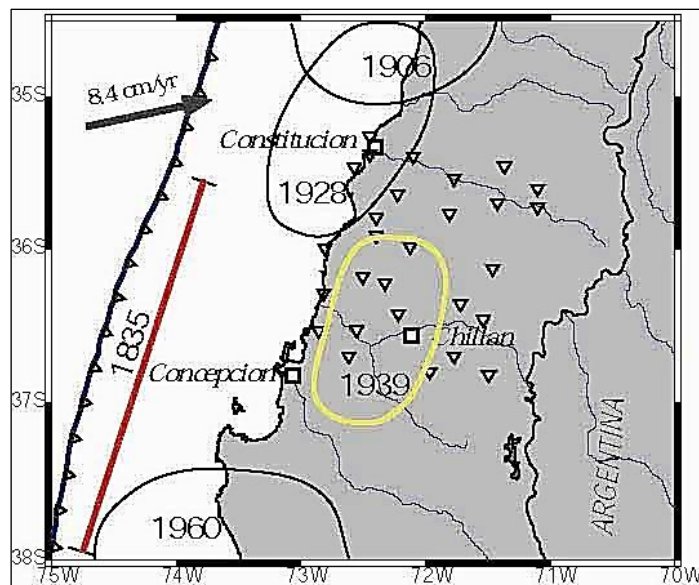 1906
35S
8.4 cm/yr
Constitucion
1928
36S
1835
Chillan
Concepcion
1939
37S
ARGENTINA
1960
38S
75W
74W
73W
72W
71W
70W